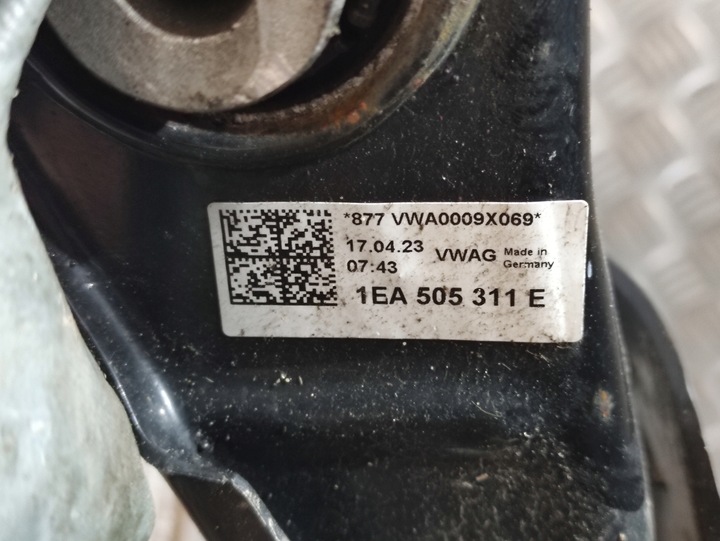 *877 VWA0009X069*
17.04.23 VWAG Made in
07:43 Germany
1EA 505 311 E